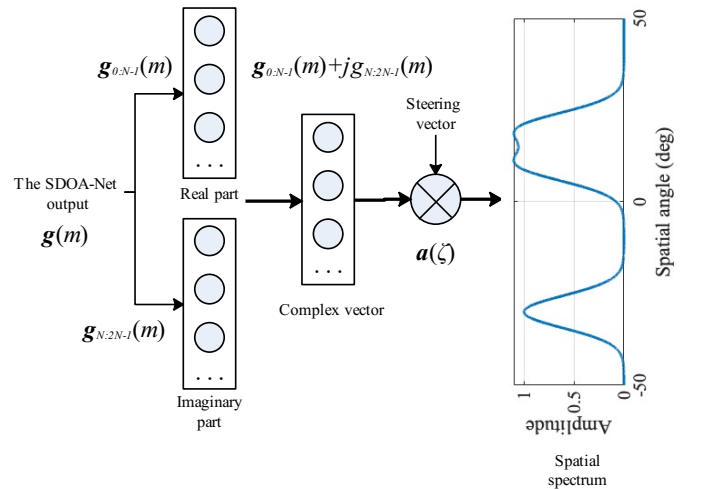 g0:N-1(m)
g0:N-1(m)+jgN:2N-1(m)
Steering
vector
. . .
Real part
The SDOA-Net
output
g(m)
. . .
a(ζ)
Complex vector
gN:2N-1(m)
. . .
Imaginary
part
50
0
-50
Spatial angle (deg)
1
0.5
0
Amplitude
Spatial
spectrum